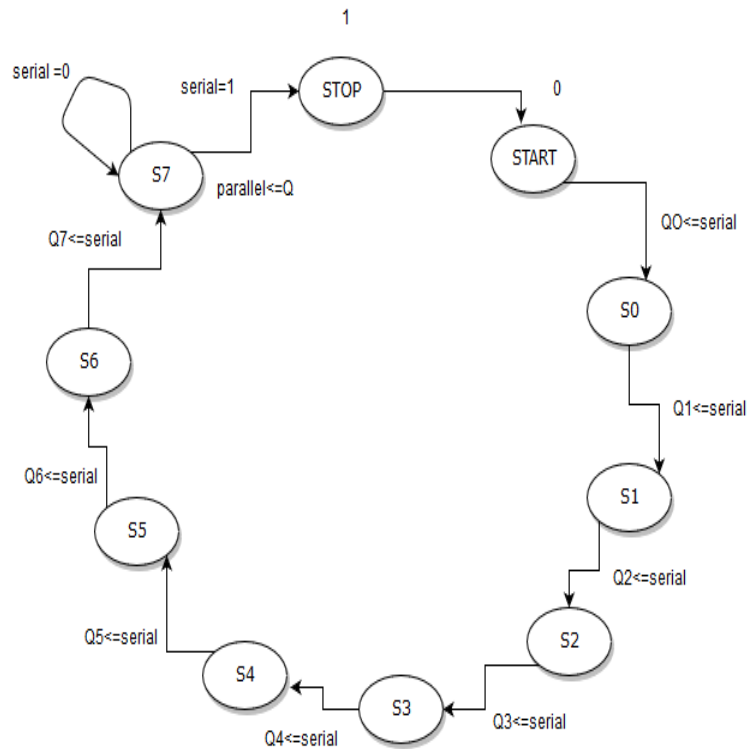 1
serial =0
serial=1
STOP
0
START
S7
parallel<=Q
Q7<=serial
QO<=serial
S0
S6
Q1<=serial
Q6<=serial
S1
S5
Q2<=serial
Q5<=serial
S2
S4
S3
Q3<=serial
Q4<=serial